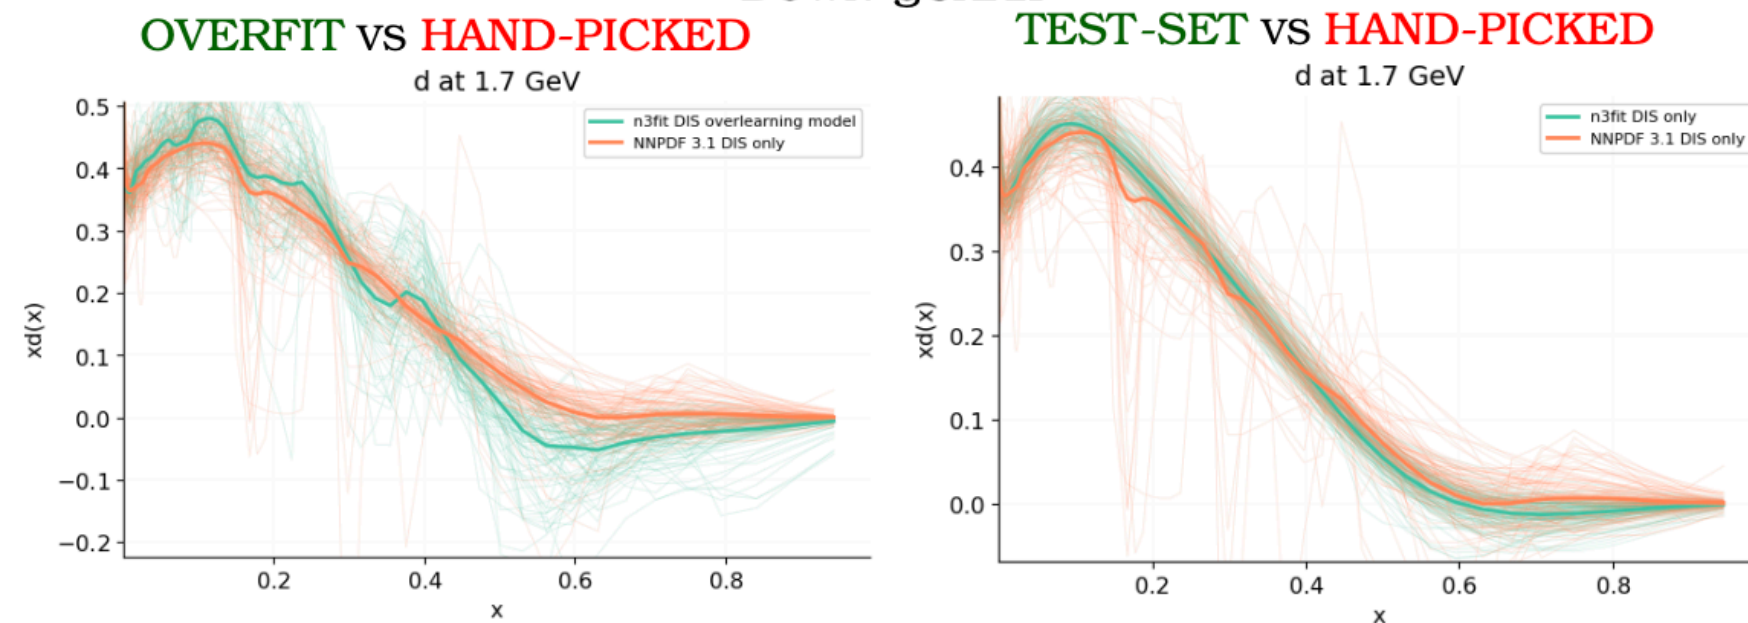 OVERFIT vs HAND-PICKED
d at 1.7 GeV
n3fit DIS overlearning model
NNPDF 3.1 DIS only
xd(x)
0.5
0.4
0.3
0.2
0.1
0.0
−0.1
−0.2
0.2
0.4
0.6
0.8
x
TEST-SET vs HAND-PICKED
d at 1.7 GeV
n3fit DIS only
NNPDF 3.1 DIS only
xd(x)
0.4
0.3
0.2
0.1
0.0
0.2
0.4
0.6
0.8
x